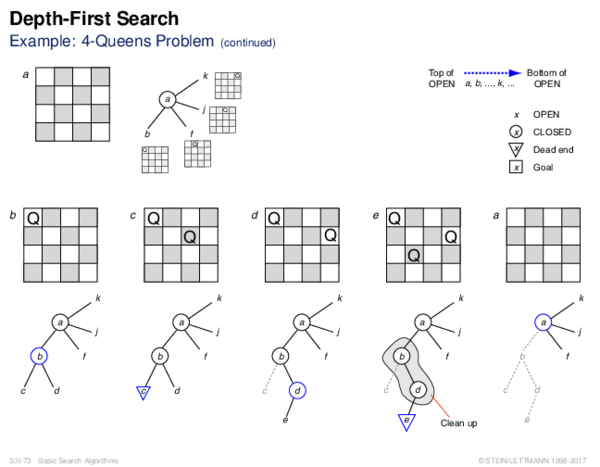 Depth-First Search
Example: 4-Queens Problem (continued)
a
k
a
j
b
f
Q
Q
Q
Q
Top of OPEN
a, b, ..., k, ...
Bottom of OPEN
x OPEN
x CLOSED
x Dead end
x Goal
b
Q
c
Q
Q
d
Q
Q
e
Q
Q
Q
a
k
a
j
b
f
c
d
k
a
j
b
f
c
d
k
a
j
b
f
c
d
e
k
a
j
b
f
c
d
e
Clean up
k
a
j
b
f
c
d
e
S:II-73 Basic Search Algorithms
© STEIN/LETTMANN 1998-2017